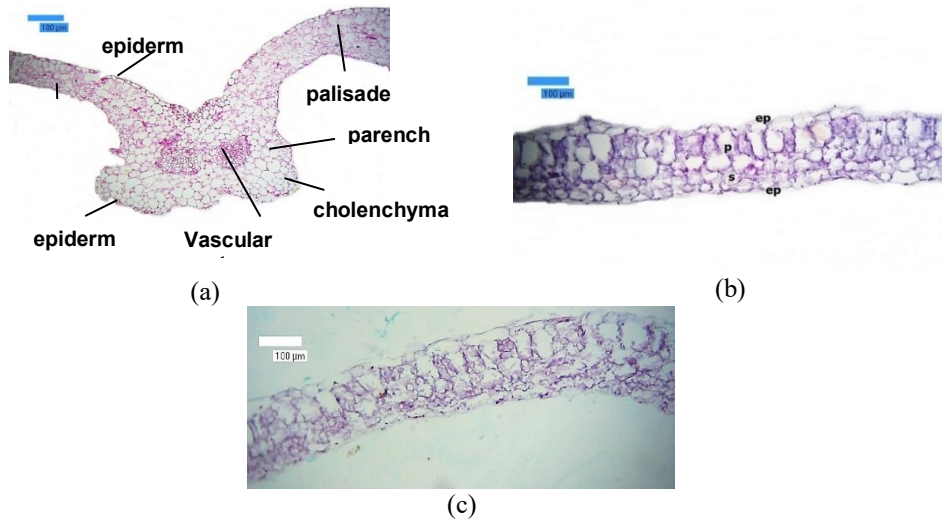 100 µm
epiderm
palisade
parench
cholenchyma
epiderm
Vascular
(a)
100 µm
ep
p
s
ep
(b)
100 µm
(c)